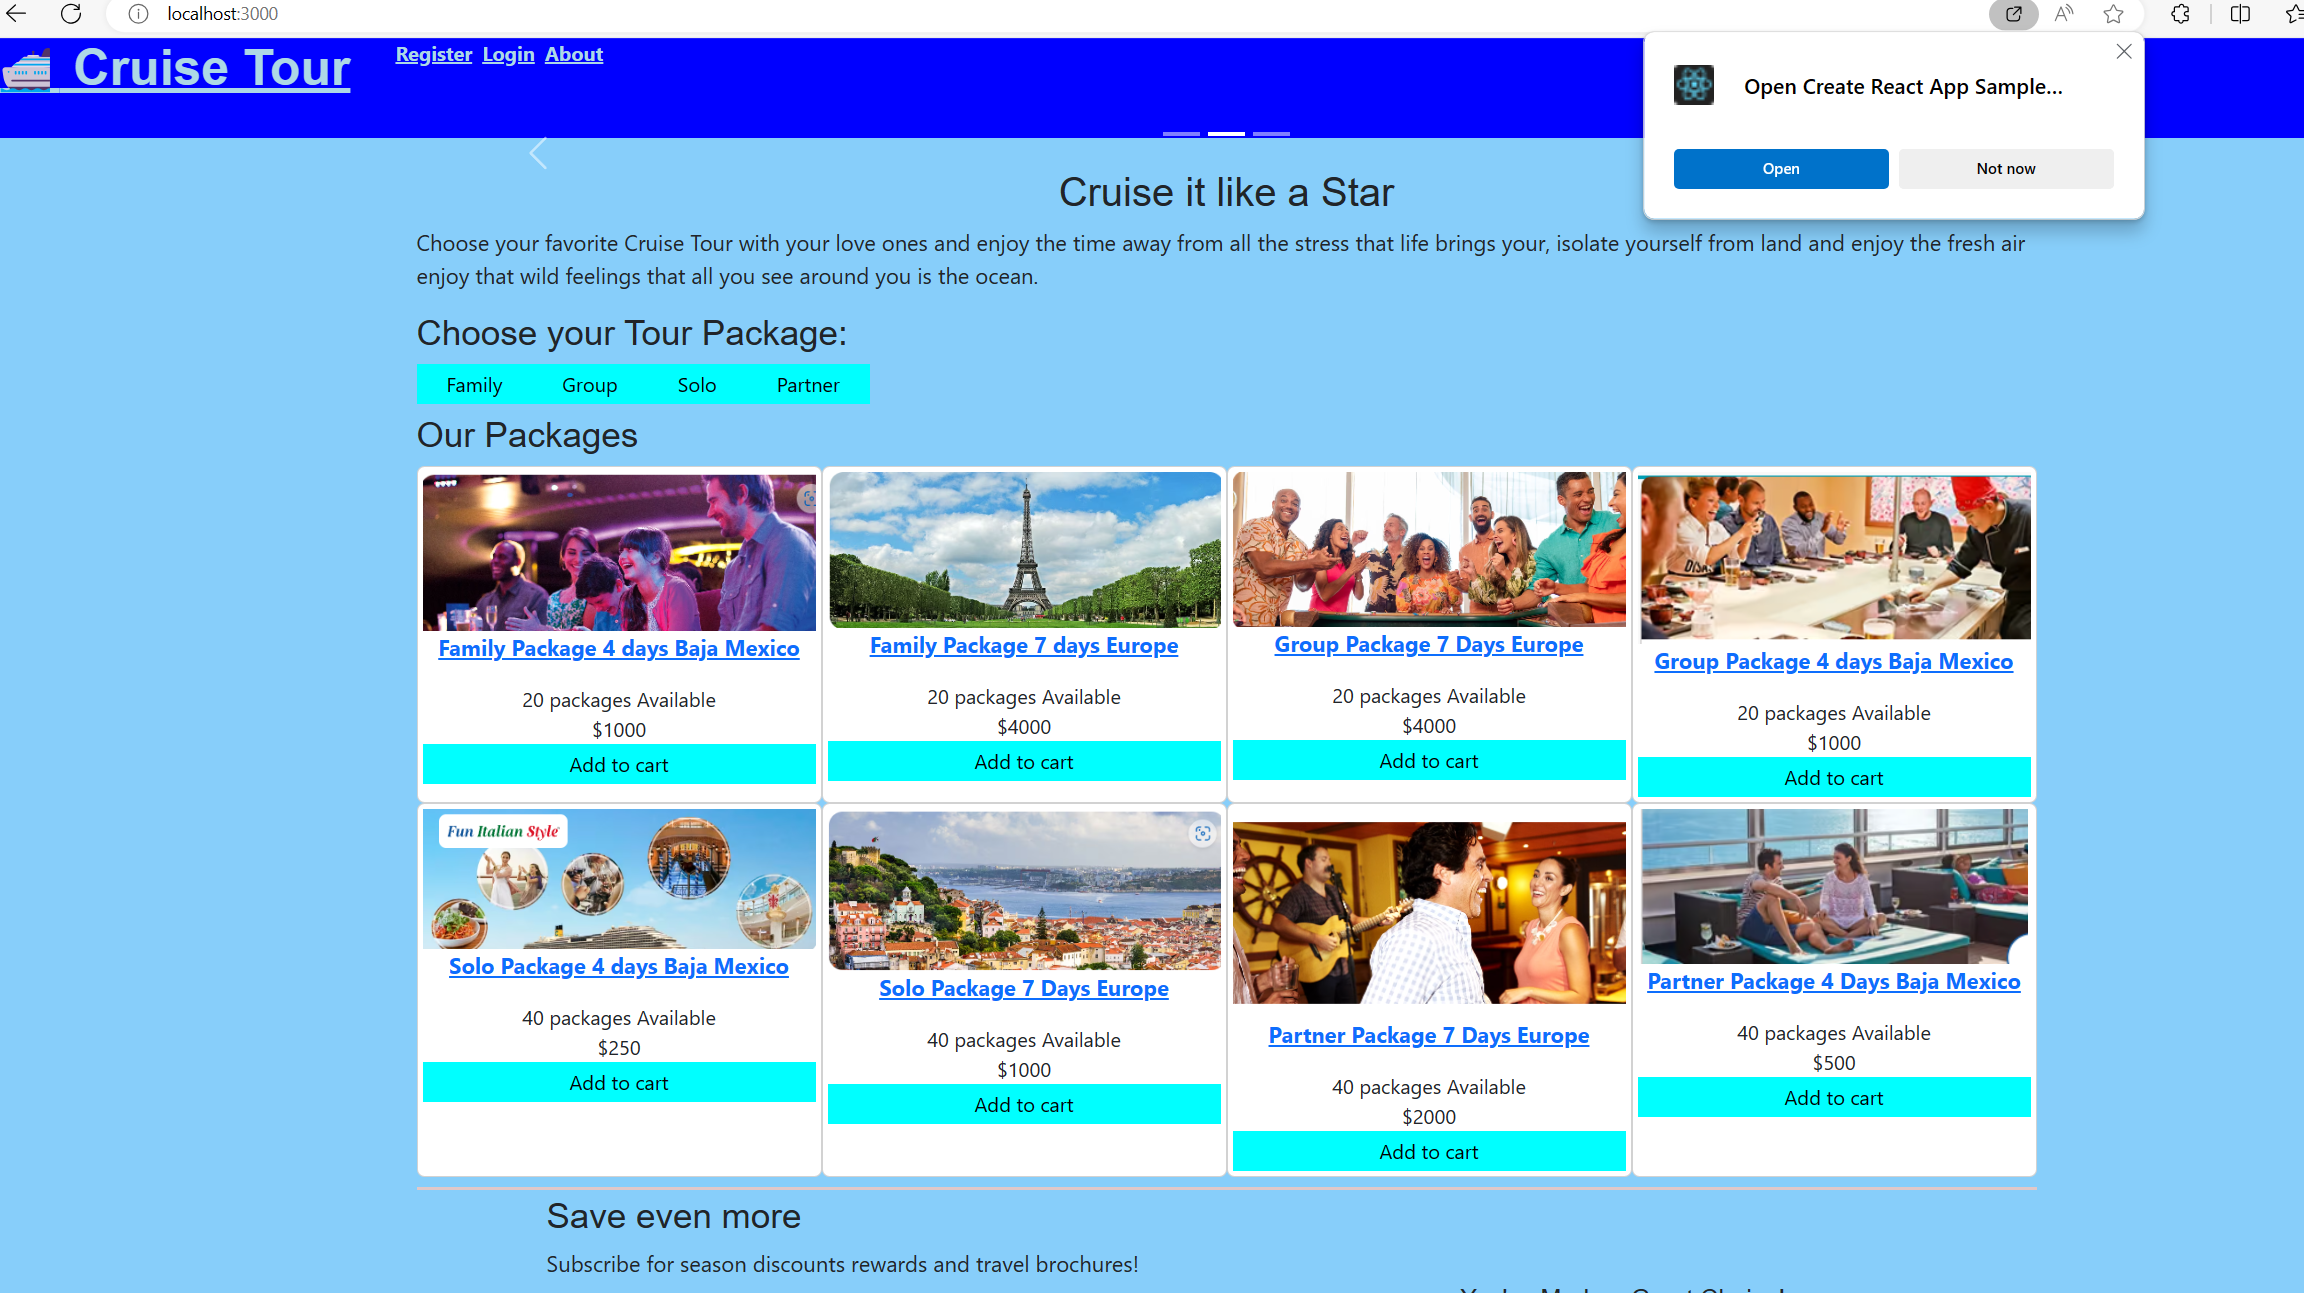 localhost:3000
Cruise Tour
Register Login About
Open Create React App Sample...
Open Not now
Cruise it like a Star
Choose your favorite Cruise Tour with your love ones and enjoy the time away from all the stress that life brings your, isolate yourself from land and enjoy the fresh air
enjoy that wild feelings that all you see around you is the ocean.
Choose your Tour Package:
Family Group Solo Partner
Our Packages
Family Package 4 days Baja Mexico
20 packages Available
$1000
Add to cart
Family Package 7 days Europe
20 packages Available
$4000
Add to cart
Group Package 7 Days Europe
20 packages Available
$4000
Add to cart
Group Package 4 days Baja Mexico
20 packages Available
$1000
Add to cart
Fun Italian Style
Solo Package 4 days Baja Mexico
40 packages Available
$250
Add to cart
Solo Package 7 Days Europe
40 packages Available
$1000
Add to cart
Partner Package 7 Days Europe
40 packages Available
$2000
Add to cart
Partner Package 4 Days Baja Mexico
40 packages Available
$500
Add to cart
Save even more
Subscribe for season discounts rewards and travel brochures!